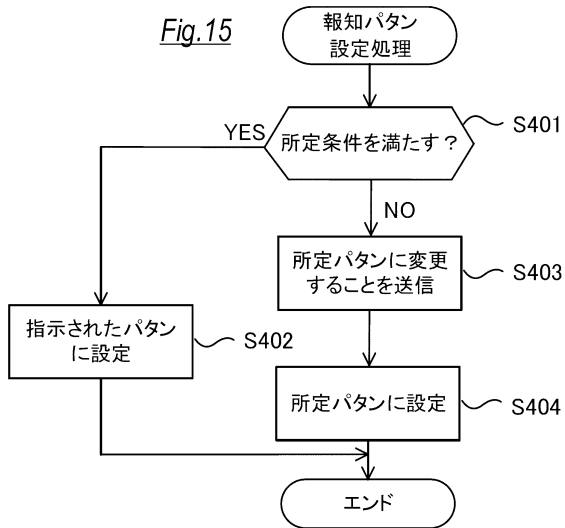 Fig.15
報知パタン
設定処理
所定条件を満たす？
S401
YES
NO
所定パタンに変更
することを送信
S403
指示されたパタン
に設定
S402
所定パタンに設定
S404
エンド